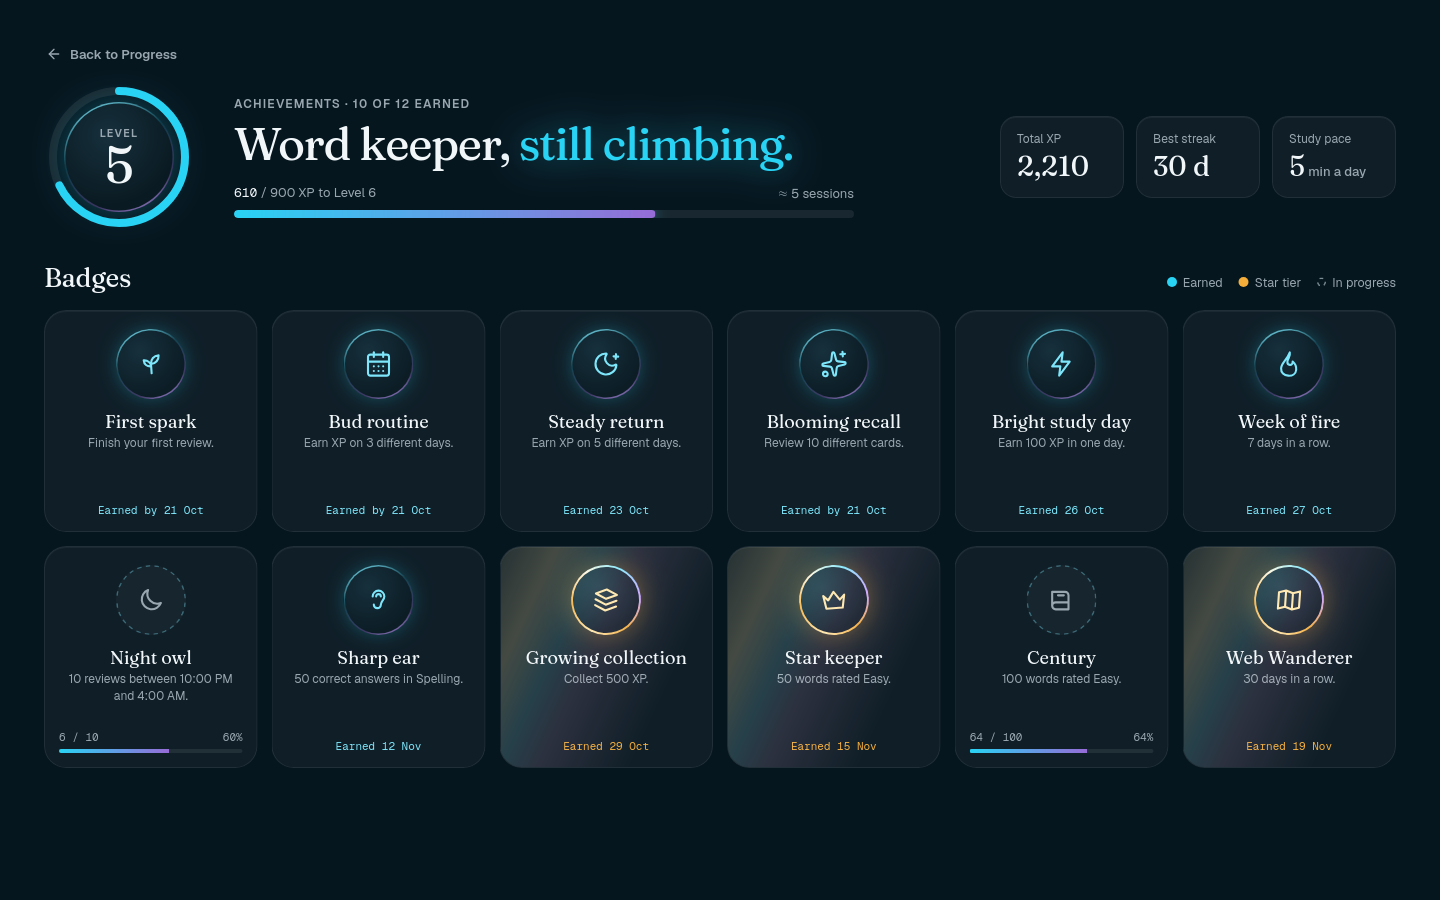 Back to Progress
LEVEL
5
ACHIEVEMENTS · 10 OF 12 EARNED
Word keeper, still climbing.
610 / 900 XP to Level 6
≈ 5 sessions
Total XP
2,210
Best streak
30 d
Study pace
5 min a day
Badges
Earned
Star tier
In progress
First spark
Finish your first review.
Earned by 21 Oct
Bud routine
Earn XP on 3 different days.
Earned by 21 Oct
Steady return
Earn XP on 5 different days.
Earned 23 Oct
Blooming recall
Review 10 different cards.
Earned by 21 Oct
Bright study day
Earn 100 XP in one day.
Earned 26 Oct
Week of fire
7 days in a row.
Earned 27 Oct
Night owl
10 reviews between 10:00 PM
and 4:00 AM.
6 / 10
60%
Sharp ear
50 correct answers in Spelling.
Earned 12 Nov
Growing collection
Collect 500 XP.
Earned 29 Oct
Star keeper
50 words rated Easy.
Earned 15 Nov
Century
100 words rated Easy.
64 / 100
64%
Web Wanderer
30 days in a row.
Earned 19 Nov